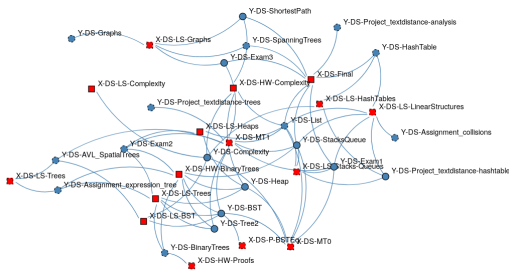 Y-DS-ShortestPath
Y-DS-Project_textdistance-analysis
Y-DS-Graphs
X-DS-LS-Graphs
Y-DS-SpanningTrees
Y-DS-HashTable
Y-DS-Exam3
X-DS-Final
X-DS-LS-Complexity
X-DS-HW-Complexity
X-DS-LS-HashTables
Y-DS-Project_textdistance-trees
X-DS-LS-LinearStructures
Y-DS-List
X-DS-LS-Heaps
Y-DS-Assignment_collisions
X-DS-MT1
Y-DS-StacksQueue
Y-DS-Exam2
Y-DS-Complexity
Y-DS-AVL_SpatialTrees
Y-DS-Exam1
X-DS-LS-Trees
X-DS-HW-BinaryTrees
X-DS-LS-Stacks-Queues
Y-DS-Project_textdistance-hashtable
Y-DS-Assignment_expression_tree
Y-DS-Heap
X-DS-LS-Trees
Y-DS-BST
X-DS-LS-BST
Y-DS-Tree2
X-DS-MT0
Y-DS-BinaryTrees
X-DS-HW-Proofs